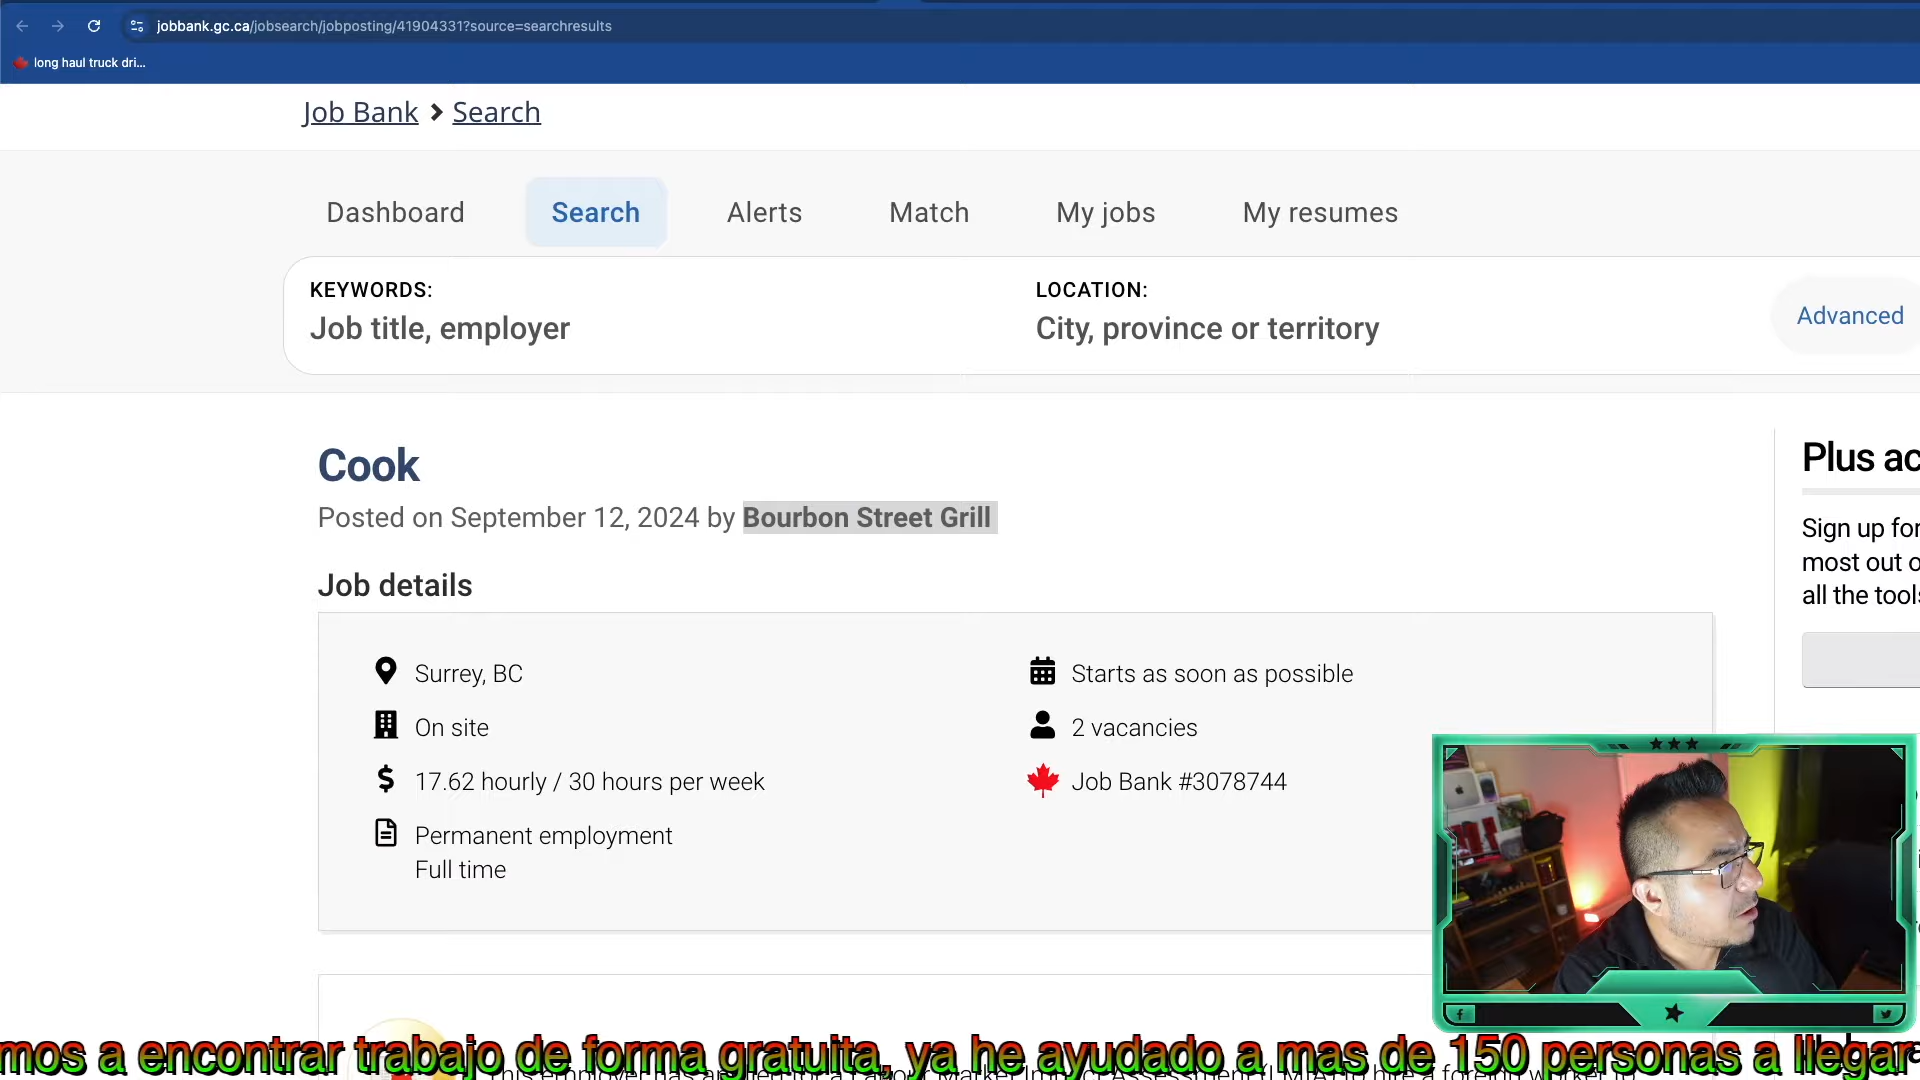 jobbank.gc.ca/jobsearch/jobposting/41904331?source=searchresults
long haul truck dri...
Job Bank > Search
Dashboard
Search
Alerts
Match
My jobs
My resumes
KEYWORDS:
Job title, employer
LOCATION:
City, province or territory
Advanced
Cook
Posted on September 12, 2024 by Bourbon Street Grill
Job details
Surrey, BC
On site
17.62 hourly / 30 hours per week
Permanent employment
Full time
Starts as soon as possible
2 vacancies
Job Bank #3078744
Plus ac
Sign up for
most out o
all the tools
mos a encontrar trabajo de forma gratuita, ya he ayudado a mas de 150 personas a llegar